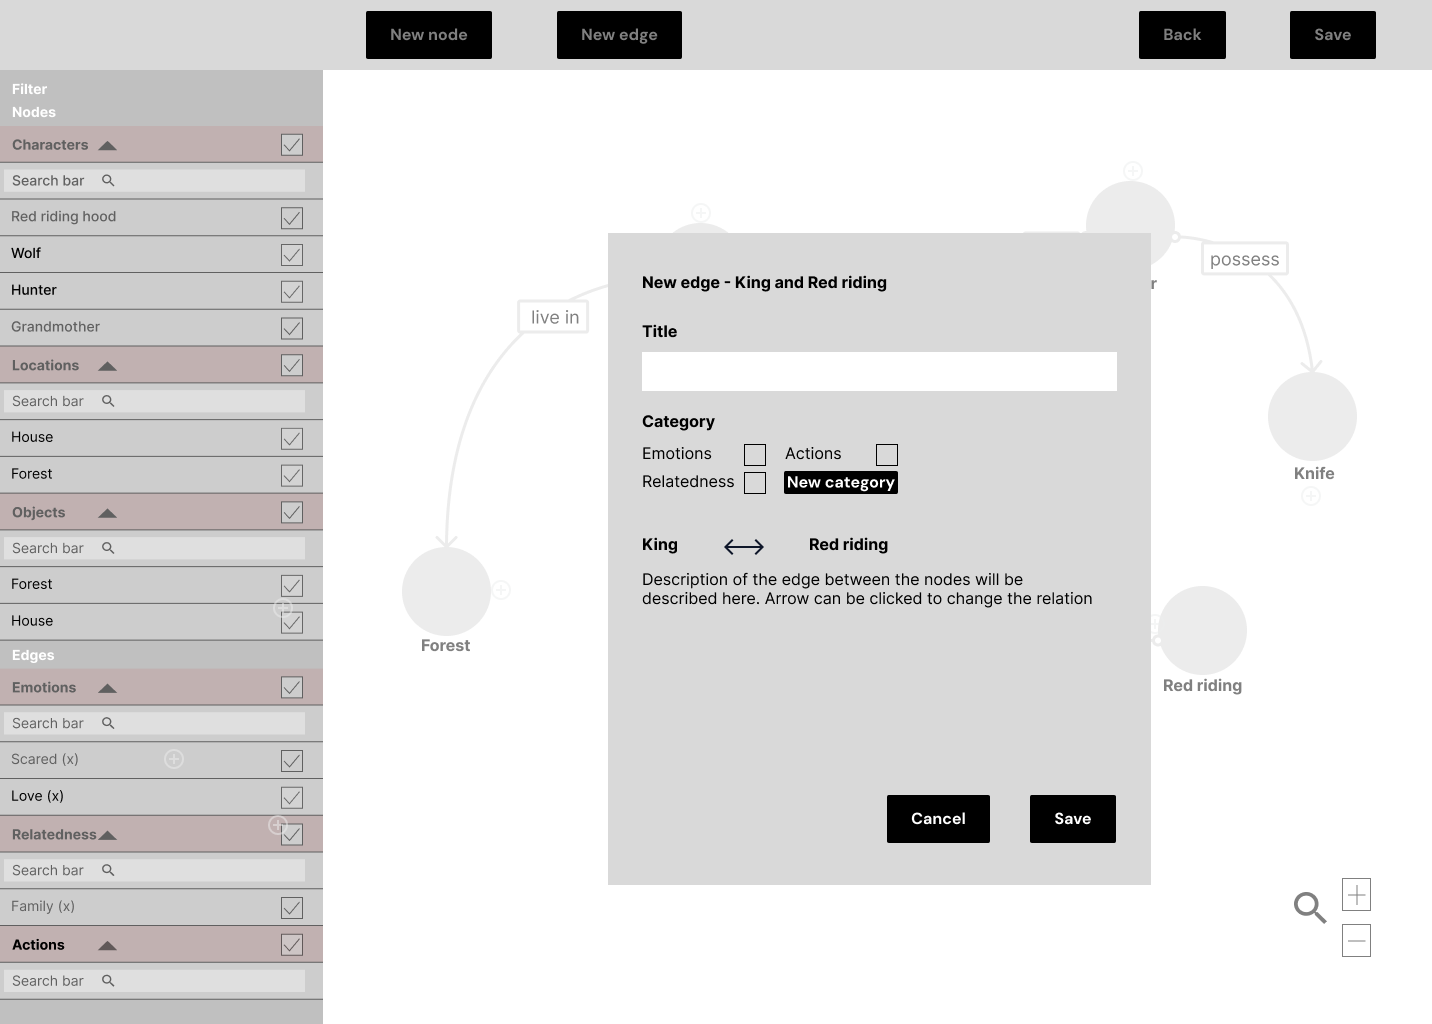 New node
New edge
Back
Save
Filter
Nodes
Characters
Search bar
Red riding hood
Wolf
Hunter
Grandmother
Locations
Search bar
House
Forest
Objects
Search bar
Forest
House
Edges
Emotions
Search bar
Scared (x)
Love (x)
Relatedness
Search bar
Family (x)
Actions
Search bar
live in
Forest
New edge - King and Red riding
Title
Category
Emotions
Actions
Relatedness
New category
King
Red riding
Description of the edge between the nodes will be
described here. Arrow can be clicked to change the relation
Cancel
Save
r
possess
Knife
Red riding